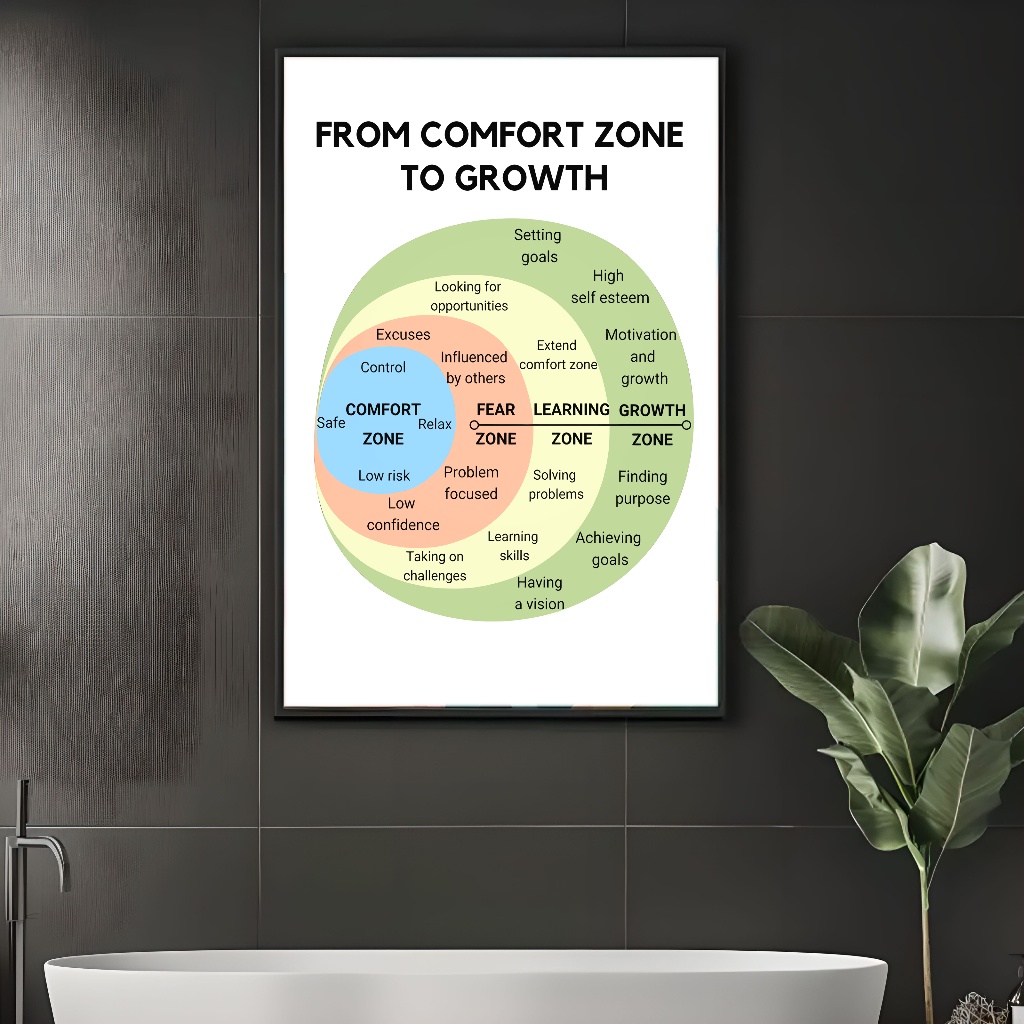 FROM COMFORT ZONE
TO GROWTH
Setting
goals
High
self esteem
Looking for
opportunities
Motivation
and
growth
Excuses
Extend
comfort zone
Influenced
by others
Control
COMFORT
ZONE
Safe
Relax
FEAR
ZONE
LEARNING
ZONE
GROWTH
ZONE
Low risk
Problem
focused
Solving
problems
Finding
purpose
Low
confidence
Learning
skills
Achieving
goals
Taking on
challenges
Having
a vision